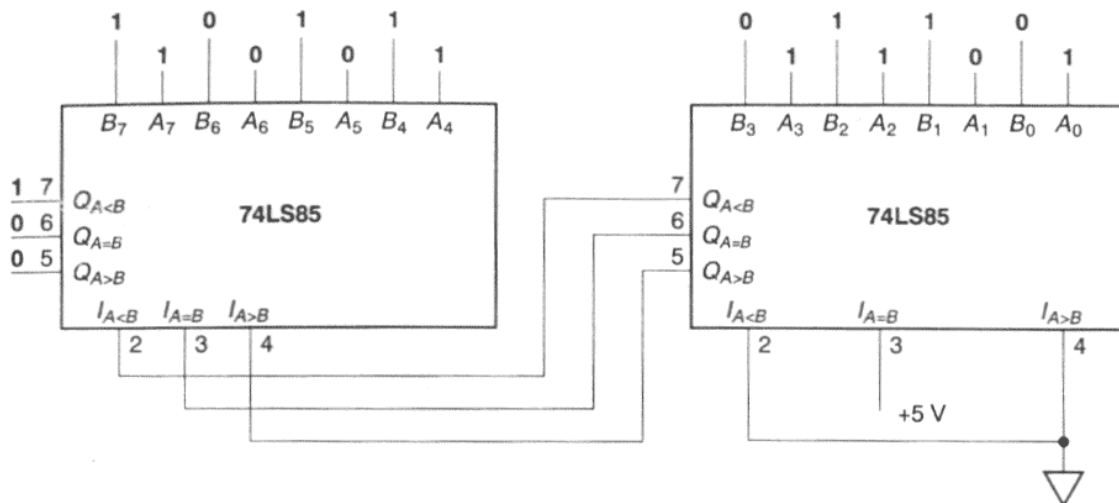 1 0 1 1 0 1 1 0
1 0 0 1 1 1 0 1
B7 A7 B6 A6 B5 A5 B4 A4 B3 A3 B2 A2 B1 A1 B0 A0
1 7 QA<B 74LS85 7 QA<B 74LS85
0 6 QA=B 6 QA=B
0 5 QA>B 5 QA>B
IA<B IA=B IA>B IA<B IA=B IA>B
2 3 4 2 3 4
+5 V